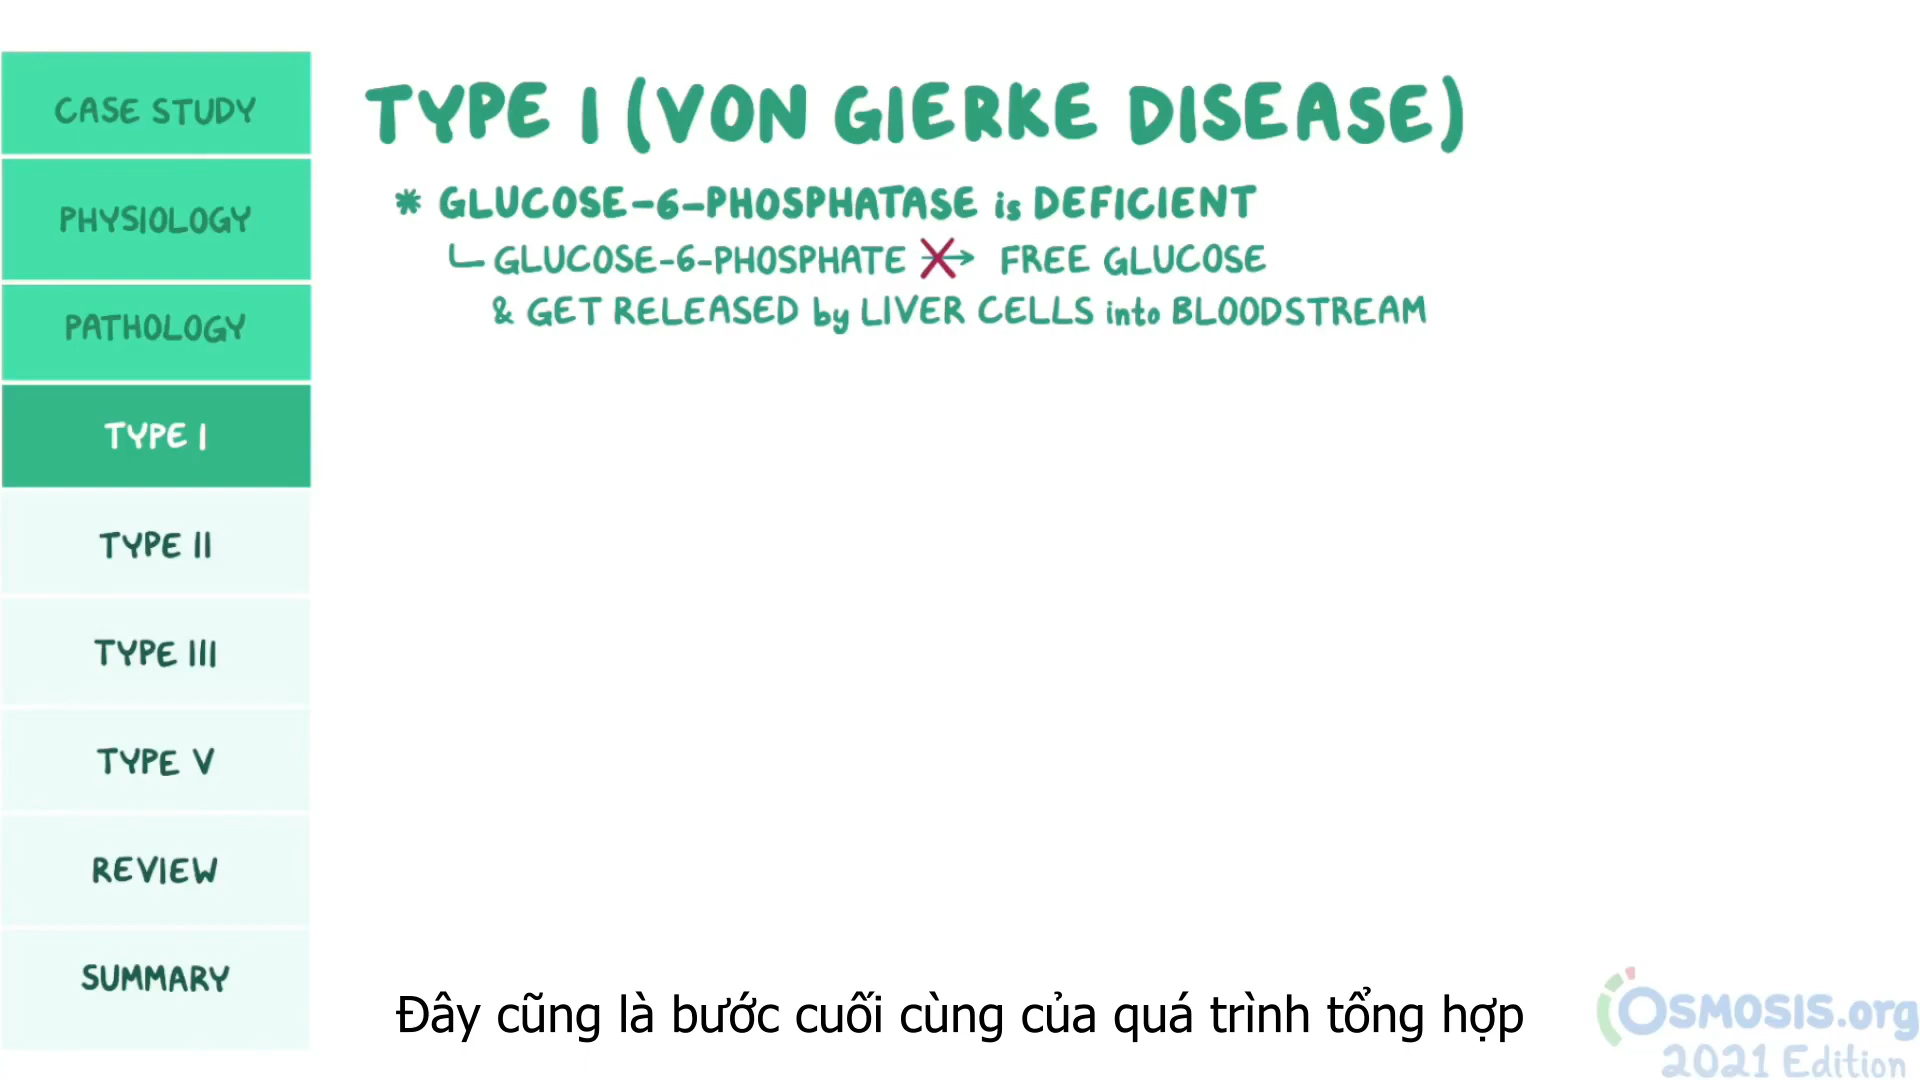 CASE STUDY
PHYSIOLOGY
PATHOLOGY
TYPE I
TYPE II
TYPE III
TYPE V
REVIEW
SUMMARY
TYPE I (VON GIERKE DISEASE)
* GLUCOSE-6-PHOSPHATASE is DEFICIENT
GLUCOSE-6-PHOSPHATE → FREE GLUCOSE
& GET RELEASED by LIVER CELLS into BLOODSTREAM
Đây cũng là bước cuối cùng của quá trình tổng hợp
OSMOSIS.org
2021 Edition